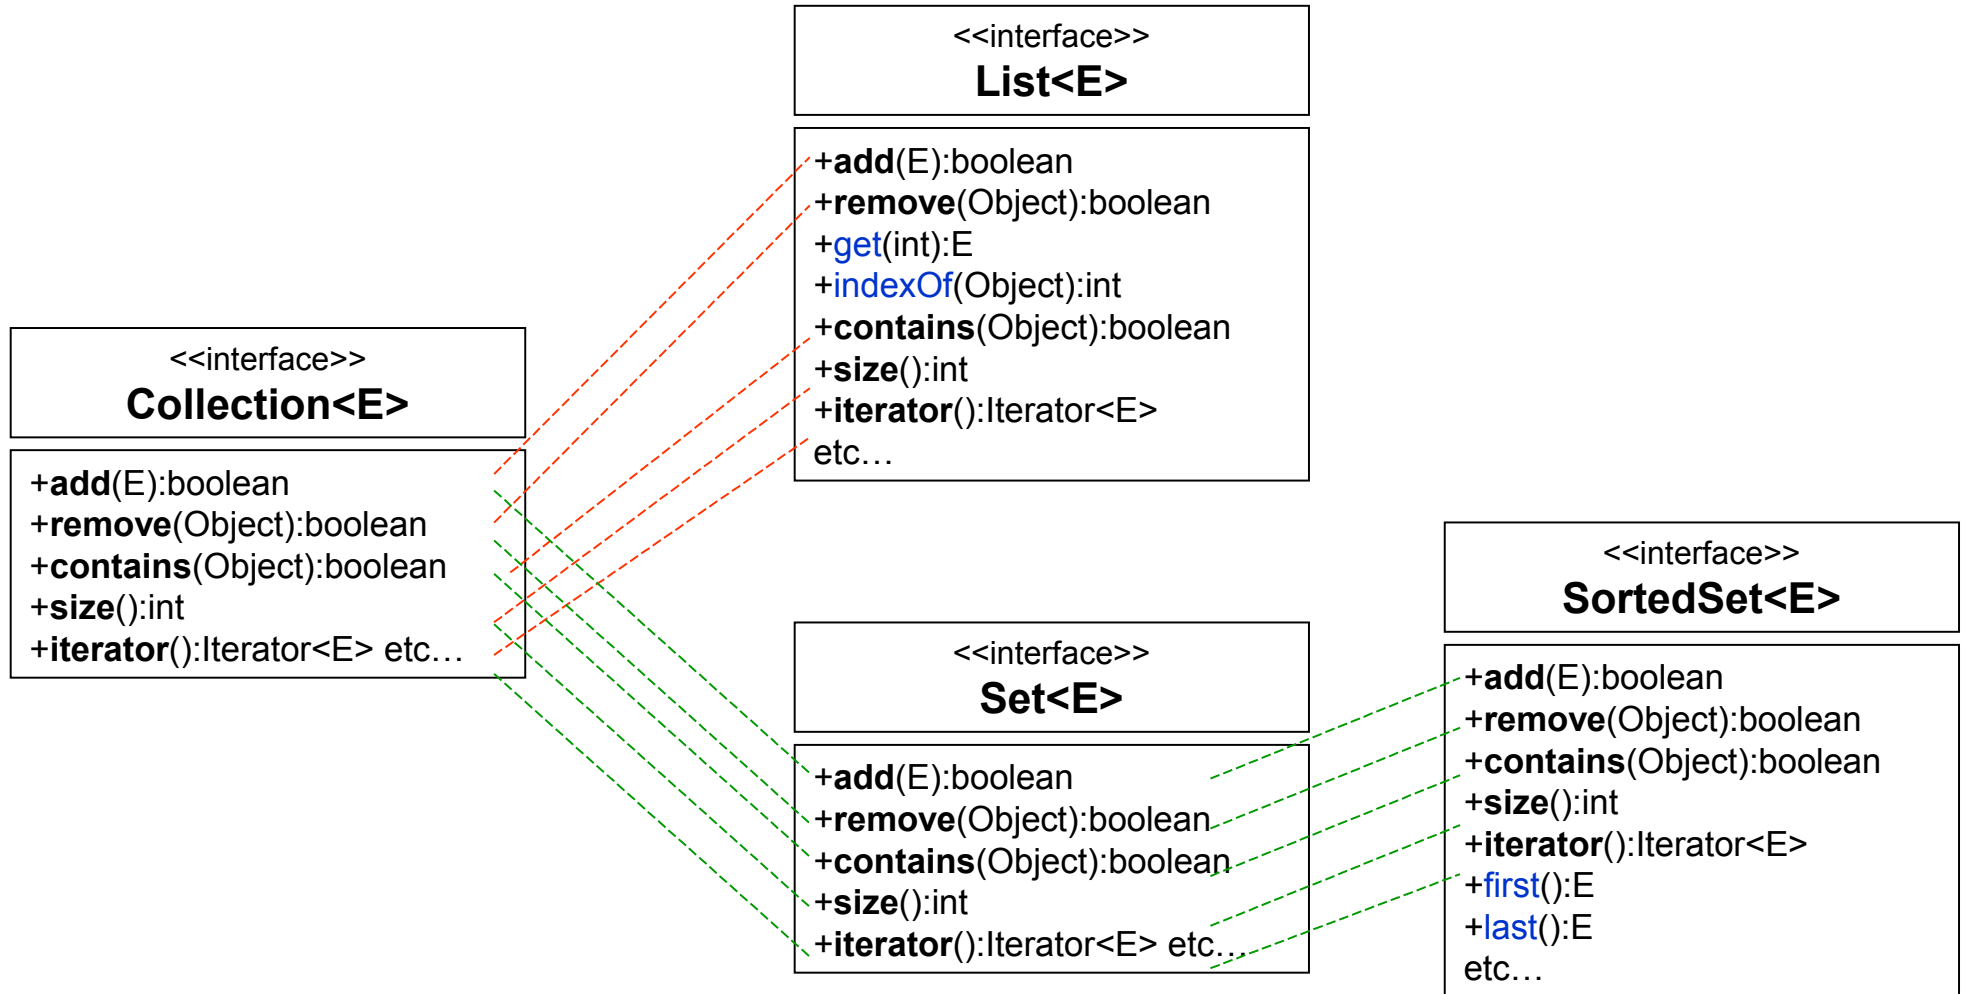 <<interface>>
List<E>
+add(E):boolean
+remove(Object):boolean
+get(int):E
+indexOf(Object):int
+contains(Object):boolean
+size():int
+iterator():Iterator<E>
etc…
<<interface>>
Collection<E>
+add(E):boolean
+remove(Object):boolean
+contains(Object):boolean
+size():int
+iterator():Iterator<E> etc…
<<interface>>
Set<E>
+add(E):boolean
+remove(Object):boolean
+contains(Object):boolean
+size():int
+iterator():Iterator<E> etc…
<<interface>>
SortedSet<E>
+add(E):boolean
+remove(Object):boolean
+contains(Object):boolean
+size():int
+iterator():Iterator<E>
+first():E
+last():E
etc…